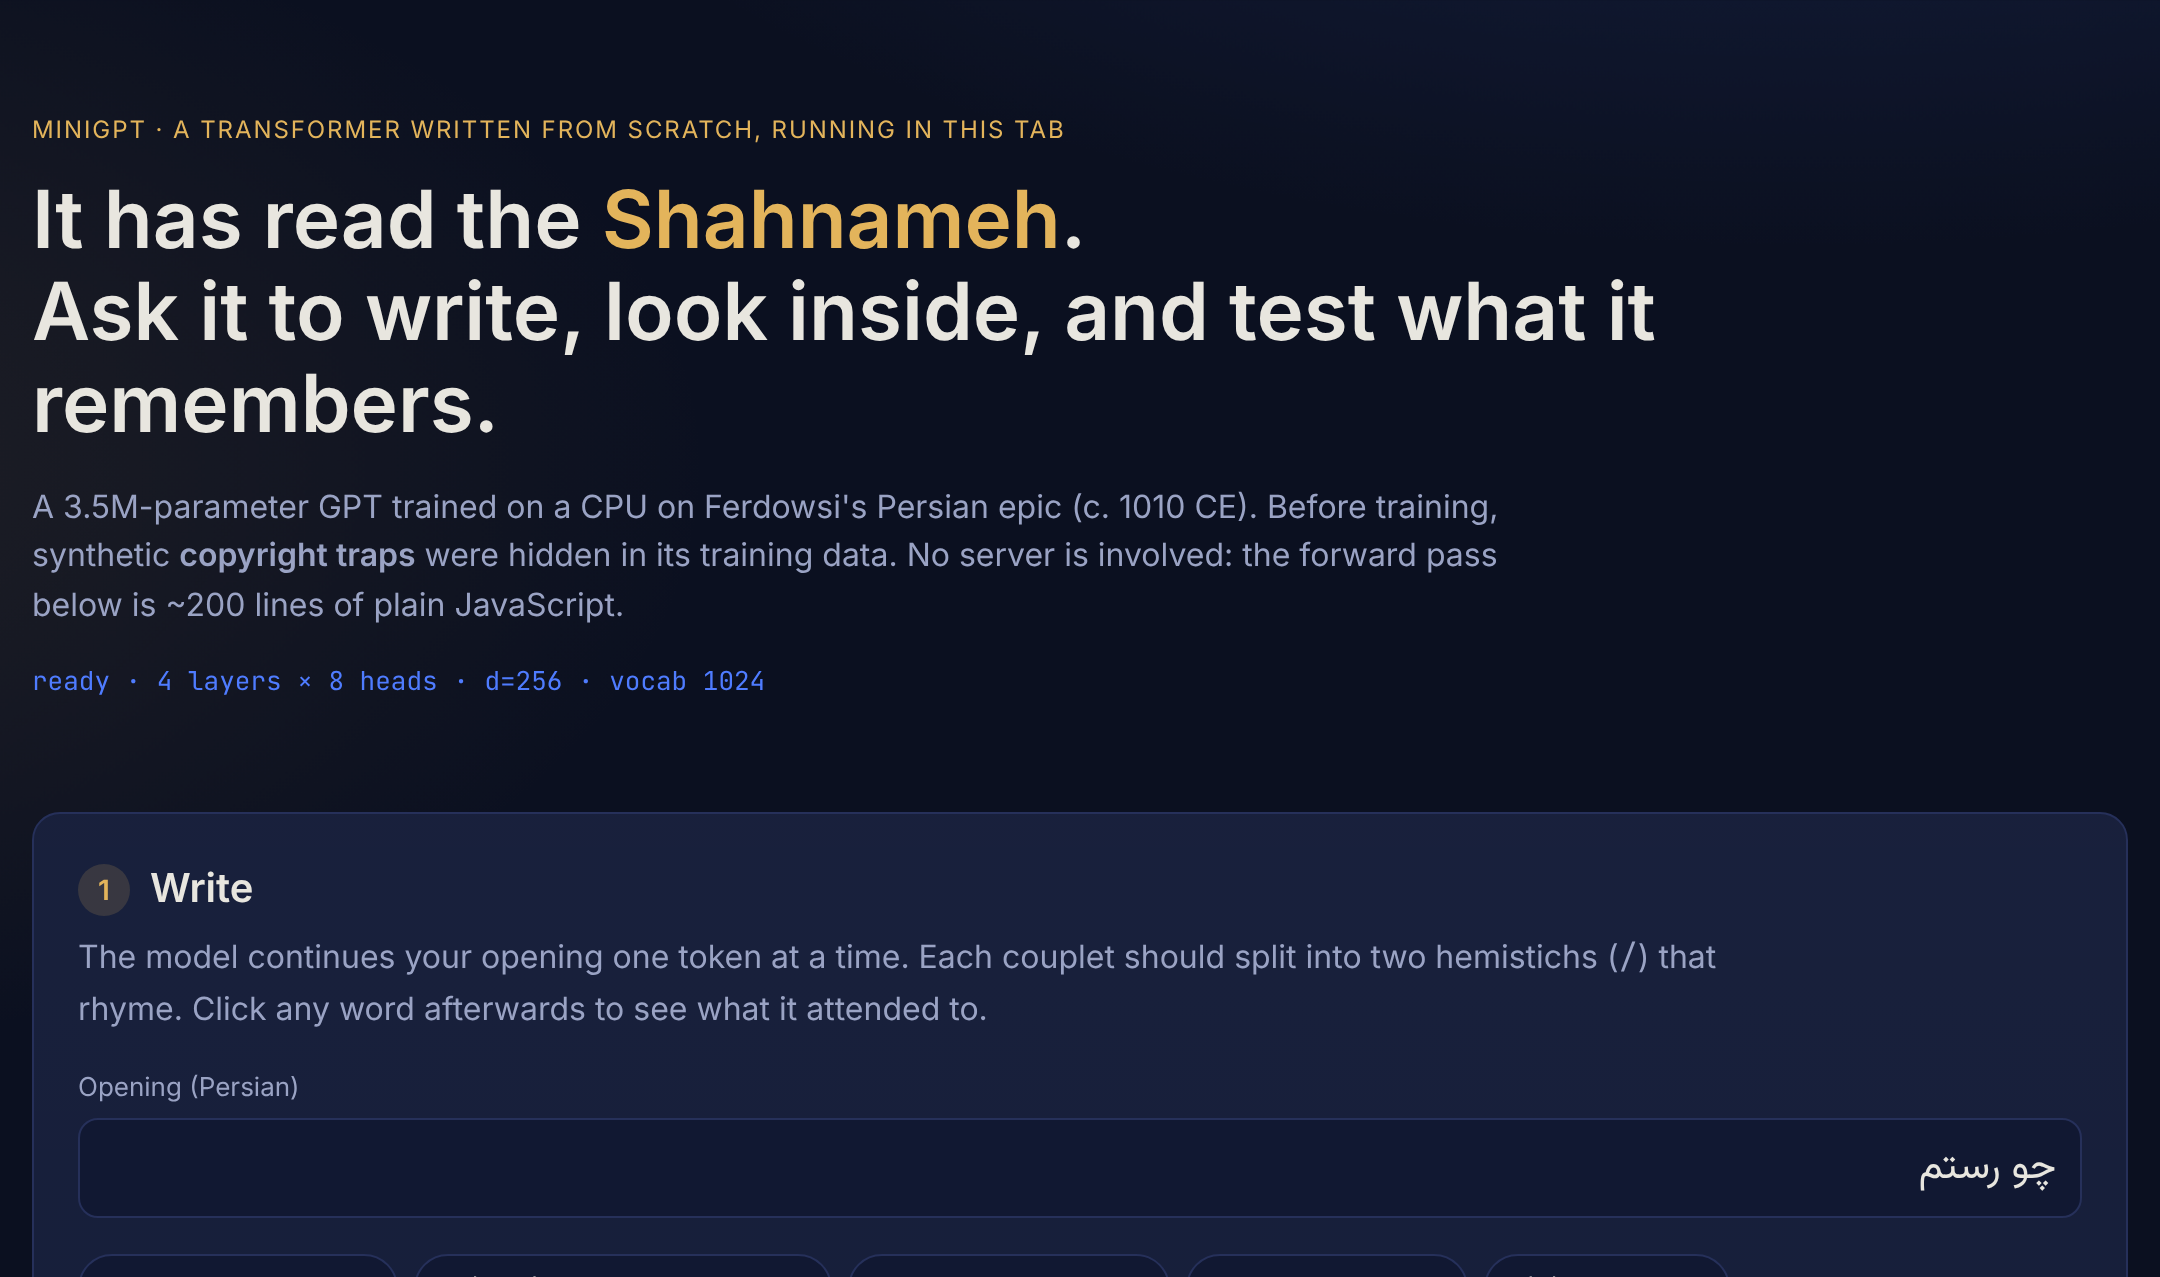 MINIGPT · A TRANSFORMER WRITTEN FROM SCRATCH, RUNNING IN THIS TAB
It has read the Shahnameh.
Ask it to write, look inside, and test what it
remembers.
A 3.5M-parameter GPT trained on a CPU on Ferdowsi's Persian epic (c. 1010 CE). Before training,
synthetic copyright traps were hidden in its training data. No server is involved: the forward pass
below is ~200 lines of plain JavaScript.
ready · 4 layers × 8 heads · d=256 · vocab 1024
1 Write
The model continues your opening one token at a time. Each couplet should split into two hemistichs (/) that
rhyme. Click any word afterwards to see what it attended to.
Opening (Persian)
چو رستم